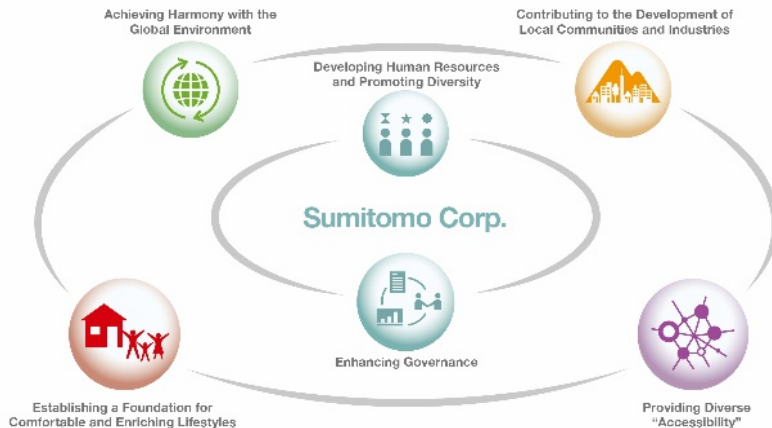 Achieving Harmony with the
Global Environment
Contributing to the Development of
Local Communities and Industries
Developing Human Resources
and Promoting Diversity
Sumitomo Corp.
Enhancing Governance
Establishing a Foundation for
Comfortable and Enriching Lifestyles
Providing Diverse
“Accessibility”